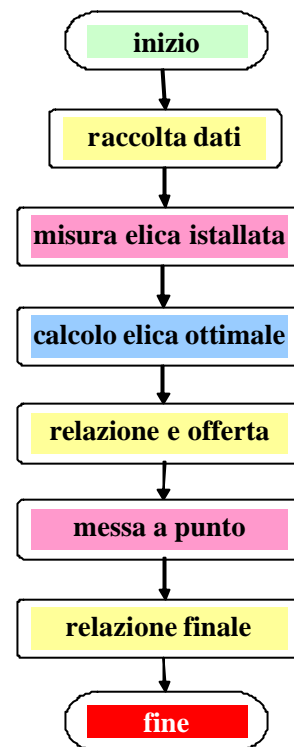 inizio
raccolta dati
misura elica istallata
calcolo elica ottimale
relazione e offerta
messa a punto
relazione finale
fine